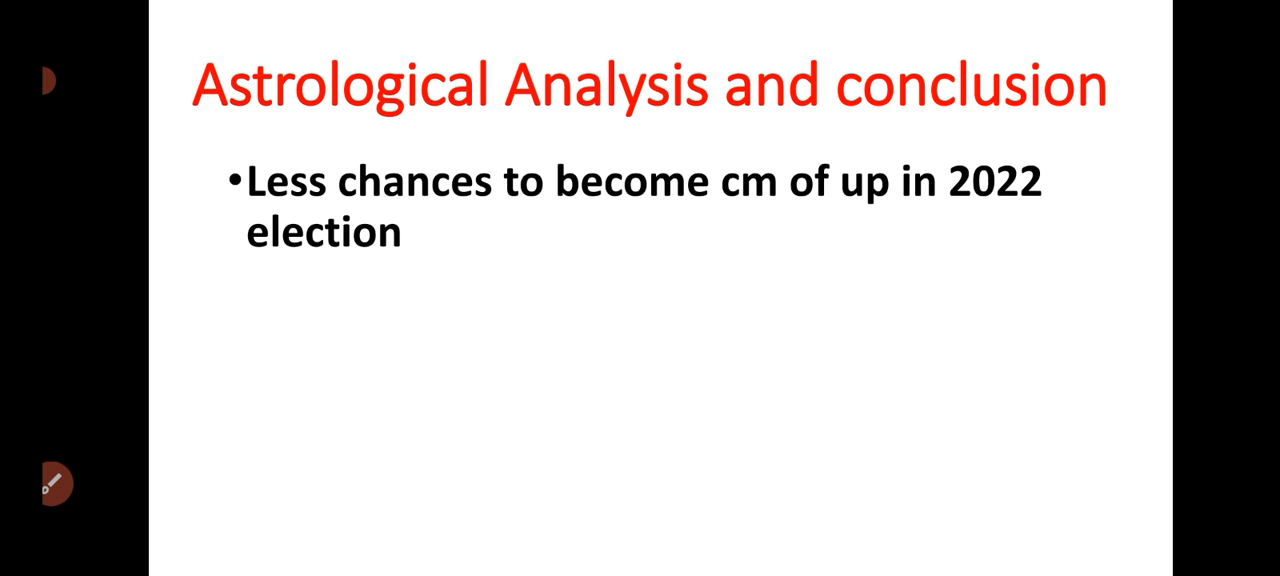 Astrological Analysis and conclusion
•Less chances to become cm of up in 2022
election